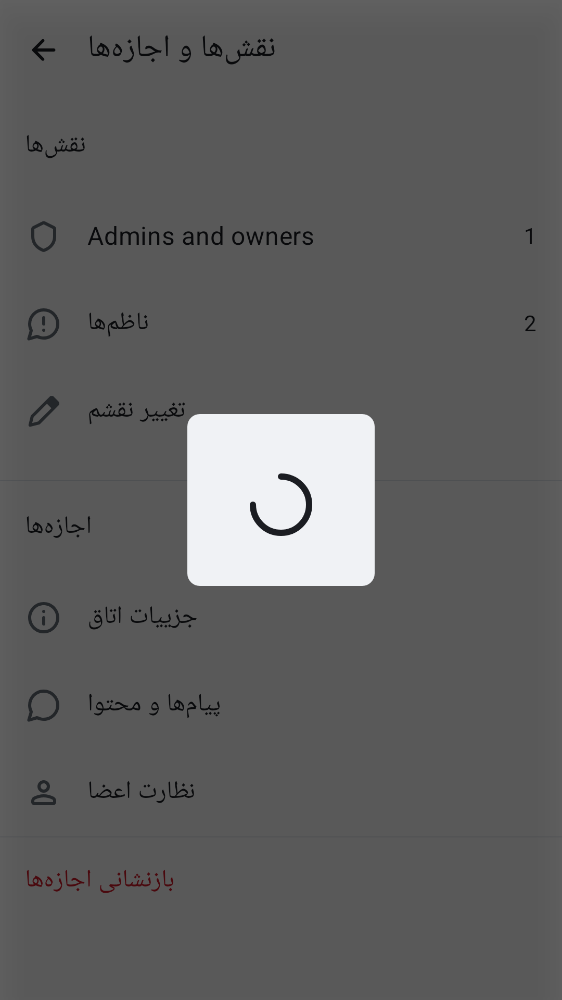 نقش‌ها و اجازه‌ها
نقش‌ها
Admins and owners 1
ناظم‌ها 2
تغییر نقشم
اجازه‌ها
جزییات اتاق
پیام‌ها و محتوا
نظارت اعضا
بازنشانی اجازه‌ها